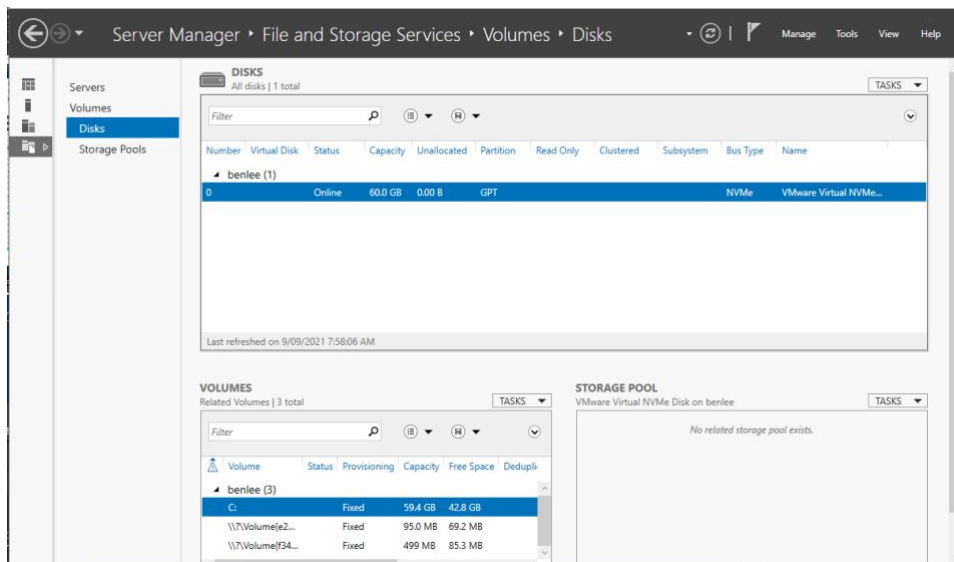 Server Manager ‣ File and Storage Services ‣ Volumes ‣ Disks
Manage Tools View Help
Servers
Volumes
Disks
Storage Pools
DISKS
All disks | 1 total
TASKS
Filter
Number Virtual Disk Status Capacity Unallocated Partition Read Only Clustered Subsystem Bus Type Name
benlee (1)
0 Online 60.0 GB 0.00 B GPT NVMe VMware Virtual NVMe...
Last refreshed on 9/09/2021 7:58:06 AM
VOLUMES
Related Volumes | 3 total
TASKS
Filter
Volume Status Provisioning Capacity Free Space Dedupli
benlee (3)
C: Fixed 59.4 GB 42.8 GB
\\?\Volume{e2... Fixed 95.0 MB 69.2 MB
\\?\Volume{f34... Fixed 499 MB 85.3 MB
STORAGE POOL
VMware Virtual NVMe Disk on benlee
TASKS
No related storage pool exists.